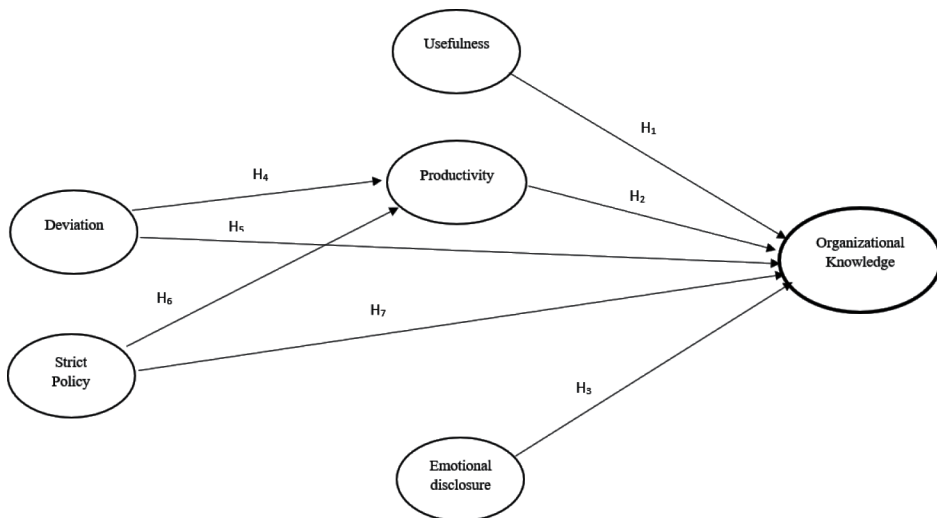 Usefulness
H₁
H₄
Productivity
H₂
Deviation
H₅
Organizational
Knowledge
H₆
H₇
Strict
Policy
H₃
Emotional
disclosure